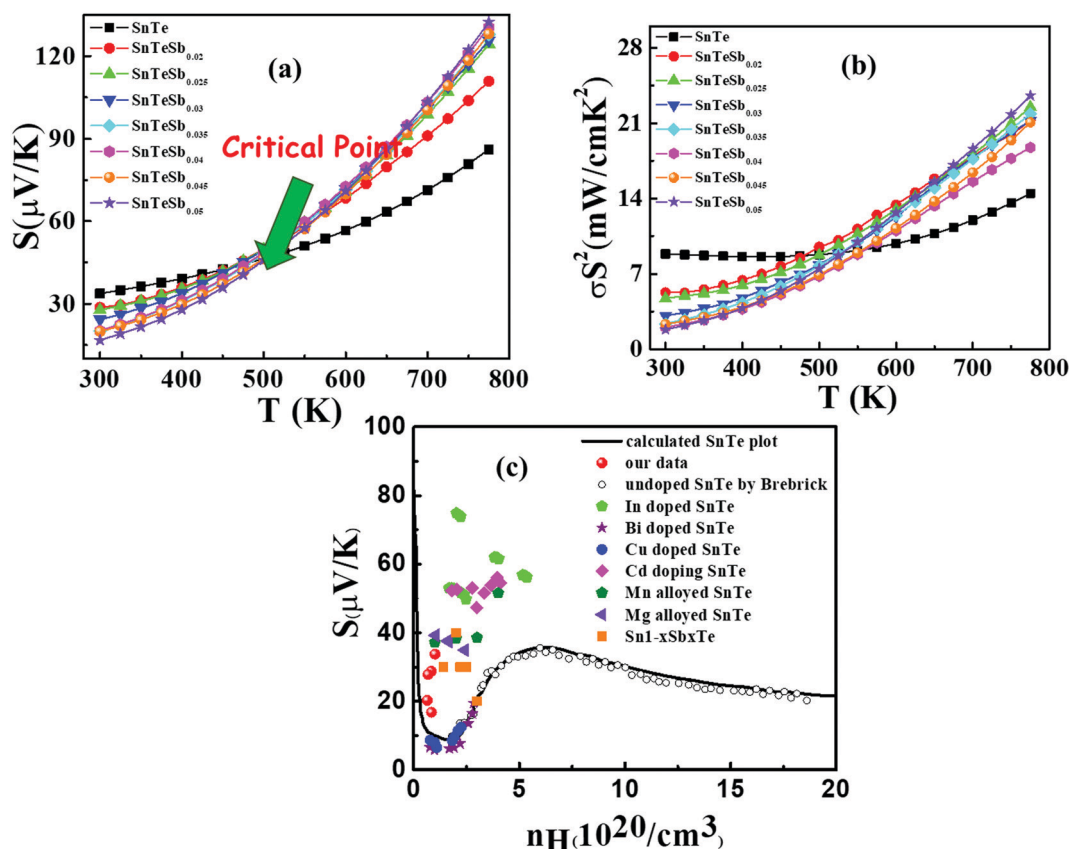 SnTe
SnTeSb0.02
SnTeSb0.025
SnTeSb0.03
SnTeSb0.035
SnTeSb0.04
SnTeSb0.045
SnTeSb0.05
(a)
Critical Point
S(μV/K)
120
90
60
30
300 400 500 600 700 800
T (K)
SnTe
SnTeSb0.02
SnTeSb0.025
SnTeSb0.03
SnTeSb0.035
SnTeSb0.04
SnTeSb0.045
SnTeSb0.05
(b)
σS2(mW/cmK2)
28
21
14
7
0
300 400 500 600 700 800
T (K)
(c)
calculated SnTe plot
our data
undoped SnTe by Brebrick
In doped SnTe
Bi doped SnTe
Cu doped SnTe
Cd doping SnTe
Mn alloyed SnTe
Mg alloyed SnTe
Sn1-xSbxTe
S(μV/K)
100
80
60
40
20
0
0 5 10 15 20
nH(1020/cm3)